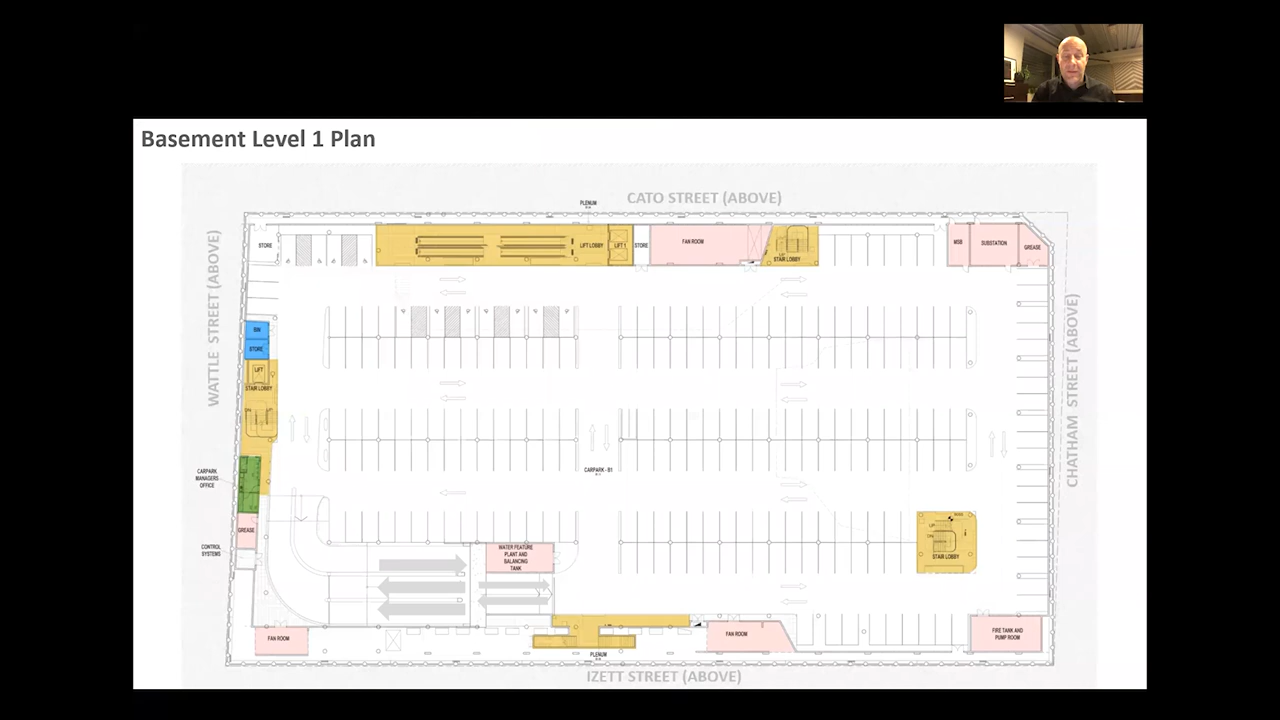 Basement Level 1 Plan
CATO STREET (ABOVE)
PLENUM
STORE
LIFT LOBBY
LIFT 1
STORE
FAN ROOM
STAIR LOBBY
MSB
SUBSTATION
GREASE
WATTLE STREET (ABOVE)
CHATHAM STREET (ABOVE)
BIN
STORE
LIFT
STAIR LOBBY
CARPARK
MANAGERS
OFFICE
CARPARK - B1
GREASE
CONTROL
SYSTEMS
WATER FEATURE
PLANT AND
BALANCING
TANK
STAIR LOBBY
FAN ROOM
PLENUM
FAN ROOM
FIRE TANK AND
PUMP ROOM
IZETT STREET (ABOVE)